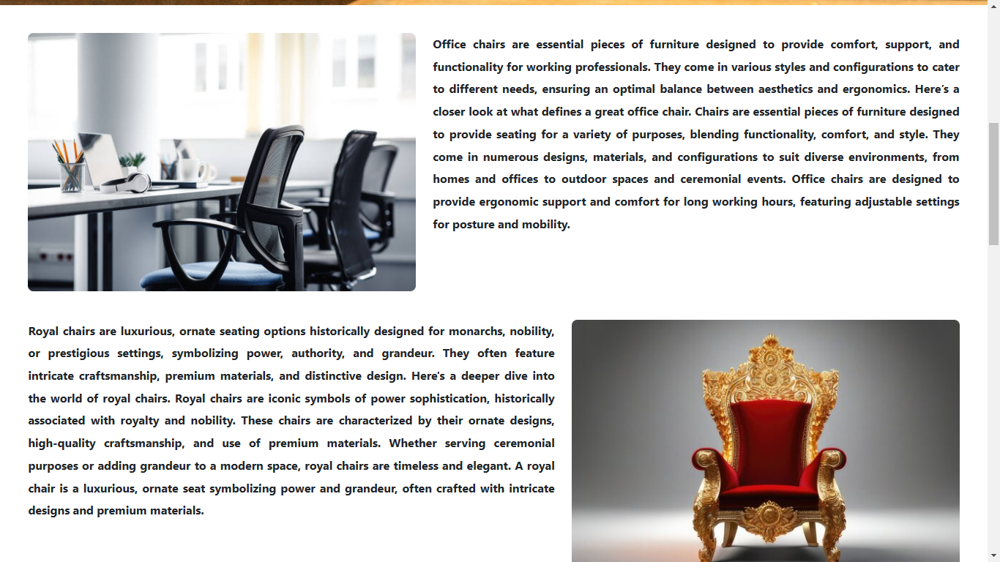 Office chairs are essential pieces of furniture designed to provide comfort, support, and
functionality for working professionals. They come in various styles and configurations to cater
to different needs, ensuring an optimal balance between aesthetics and ergonomics. Here’s a
closer look at what defines a great office chair. Chairs are essential pieces of furniture designed
to provide seating for a variety of purposes, blending functionality, comfort, and style. They
come in numerous designs, materials, and configurations to suit diverse environments, from
homes and offices to outdoor spaces and ceremonial events. Office chairs are designed to
provide ergonomic support and comfort for long working hours, featuring adjustable settings
for posture and mobility.
Royal chairs are luxurious, ornate seating options historically designed for monarchs, nobility,
or prestigious settings, symbolizing power, authority, and grandeur. They often feature
intricate craftsmanship, premium materials, and distinctive design. Here's a deeper dive into
the world of royal chairs. Royal chairs are iconic symbols of power sophistication, historically
associated with royalty and nobility. These chairs are characterized by their ornate designs,
high-quality craftsmanship, and use of premium materials. Whether serving ceremonial
purposes or adding grandeur to a modern space, royal chairs are timeless and elegant. A royal
chair is a luxurious, ornate seat symbolizing power and grandeur, often crafted with intricate
designs and premium materials.